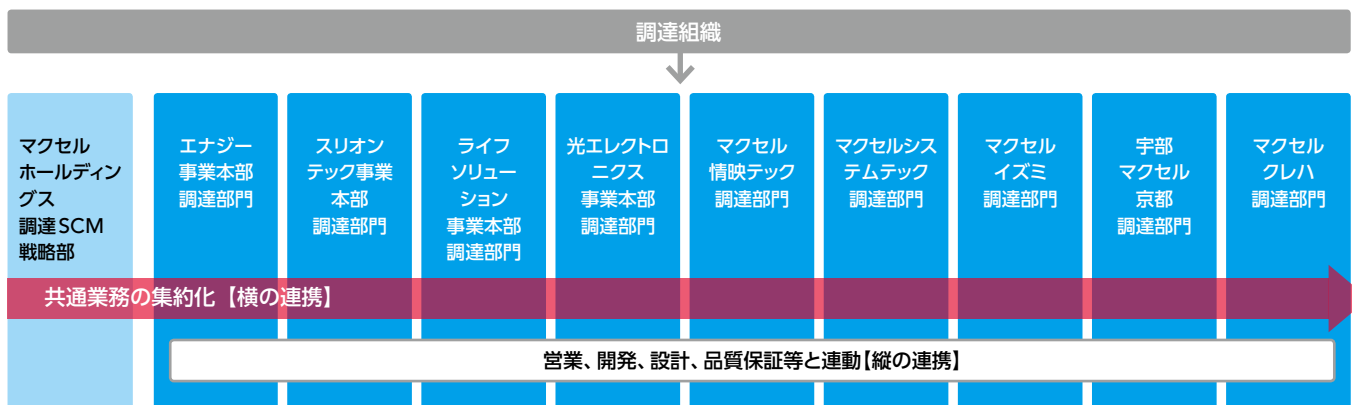 調達組織
マクセル
ホールディン
グス
調達SCM
戦略部
エナジー
事業本部
調達部門
スリオン
テック事業
本部
調達部門
ライフ
ソリュー
ション
事業本部
調達部門
光エレクトロ
ニクス
事業本部
調達部門
マクセル
情映テック
調達部門
マクセルシス
テムテック
調達部門
マクセル
イズミ
調達部門
宇部
マクセル
京都
調達部門
マクセル
クレハ
調達部門
共通業務の集約化【横の連携】
営業、開発、設計、品質保証等と連動【縦の連携】